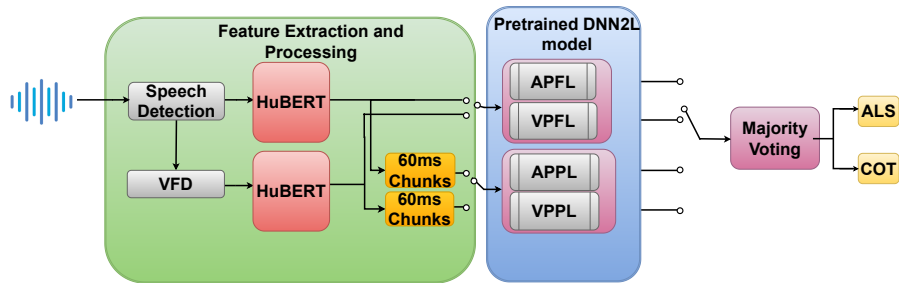 Feature Extraction and
Processing
Pretrained DNN2L
model
Speech
Detection
HuBERT
VFD
HuBERT
60ms
Chunks
60ms
Chunks
APFL
VPFL
APPL
VPPL
Majority
Voting
ALS
COT